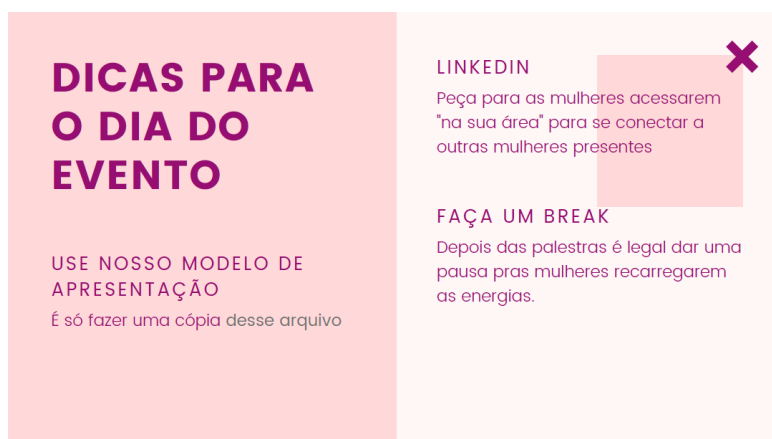 DICAS PARA
O DIA DO
EVENTO
USE NOSSO MODELO DE
APRESENTAÇÃO
É só fazer uma cópia desse arquivo
LINKEDIN
Peça para as mulheres acessarem
"na sua área" para se conectar a
outras mulheres presentes
FAÇA UM BREAK
Depois das palestras é legal dar uma
pausa pras mulheres recarregarem
as energias.